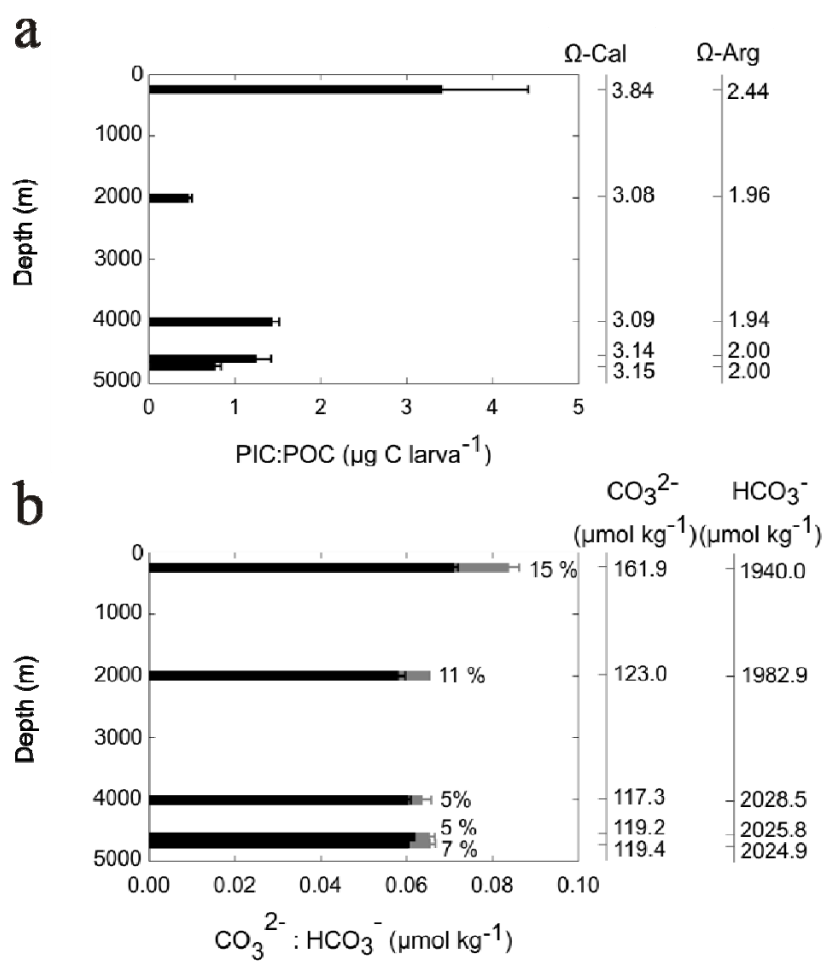 a
Ω-Cal Ω-Arg
0
3.84 2.44
1000
2000 3.08 1.96
3000
4000 3.09 1.94
3.14 2.00
3.15 2.00
5000
Depth (m)
0 1 2 3 4 5
PIC:POC (µg C larva⁻¹)
b
CO₃²⁻ HCO₃⁻
(µmol kg⁻¹)(µmol kg⁻¹)
0
15 % 161.9 1940.0
1000
2000 11 % 123.0 1982.9
3000
4000 5% 117.3 2028.5
5 % 119.2 2025.8
7 % 119.4 2024.9
5000
Depth (m)
0.00 0.02 0.04 0.06 0.08 0.10
CO₃²⁻ : HCO₃⁻ (µmol kg⁻¹)